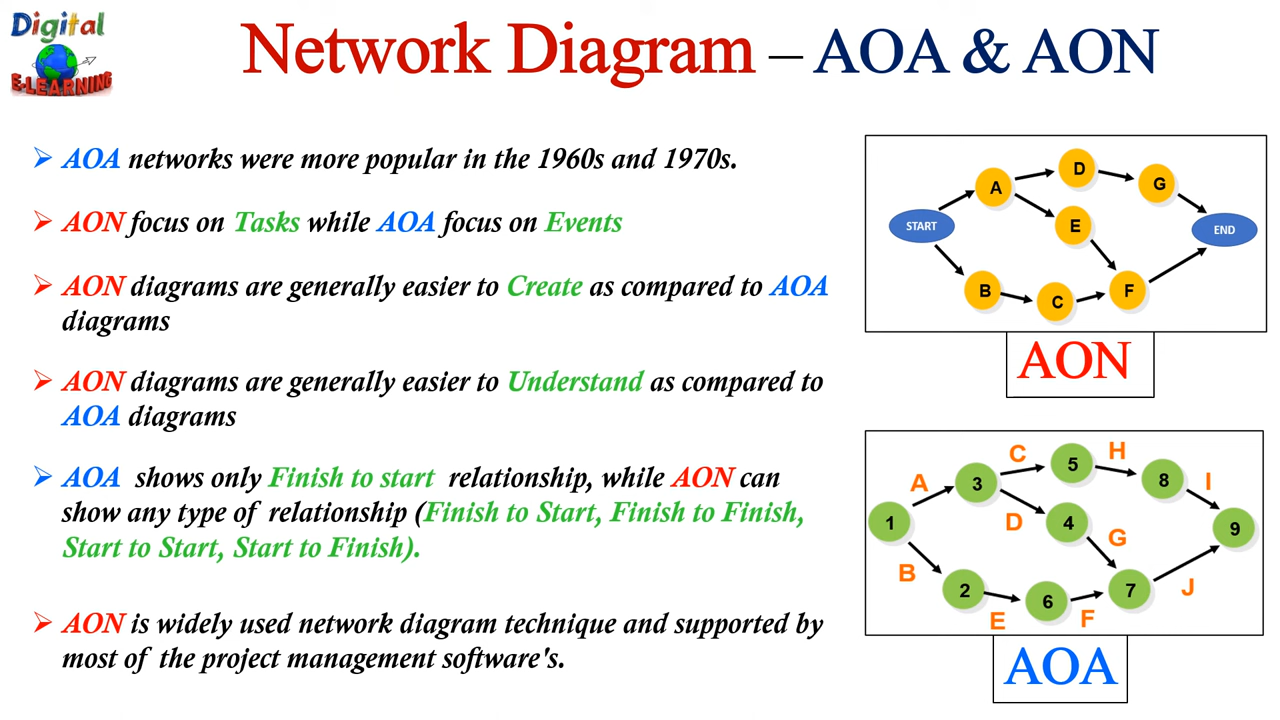 Digital
E-LEARNING
Network Diagram – AOA & AON
➢ AOA networks were more popular in the 1960s and 1970s.
➢ AON focus on Tasks while AOA focus on Events
➢ AON diagrams are generally easier to Create as compared to AOA
diagrams
➢ AON diagrams are generally easier to Understand as compared to
AOA diagrams
➢ AOA shows only Finish to start relationship, while AON can
show any type of relationship (Finish to Start, Finish to Finish,
Start to Start, Start to Finish).
➢ AON is widely used network diagram technique and supported by
most of the project management software's.
D
A
G
START
E
END
B
C
F
AON
C
H
A
5
8
I
3
1
D
4
G
9
B
2
6
7
J
E
F
AOA